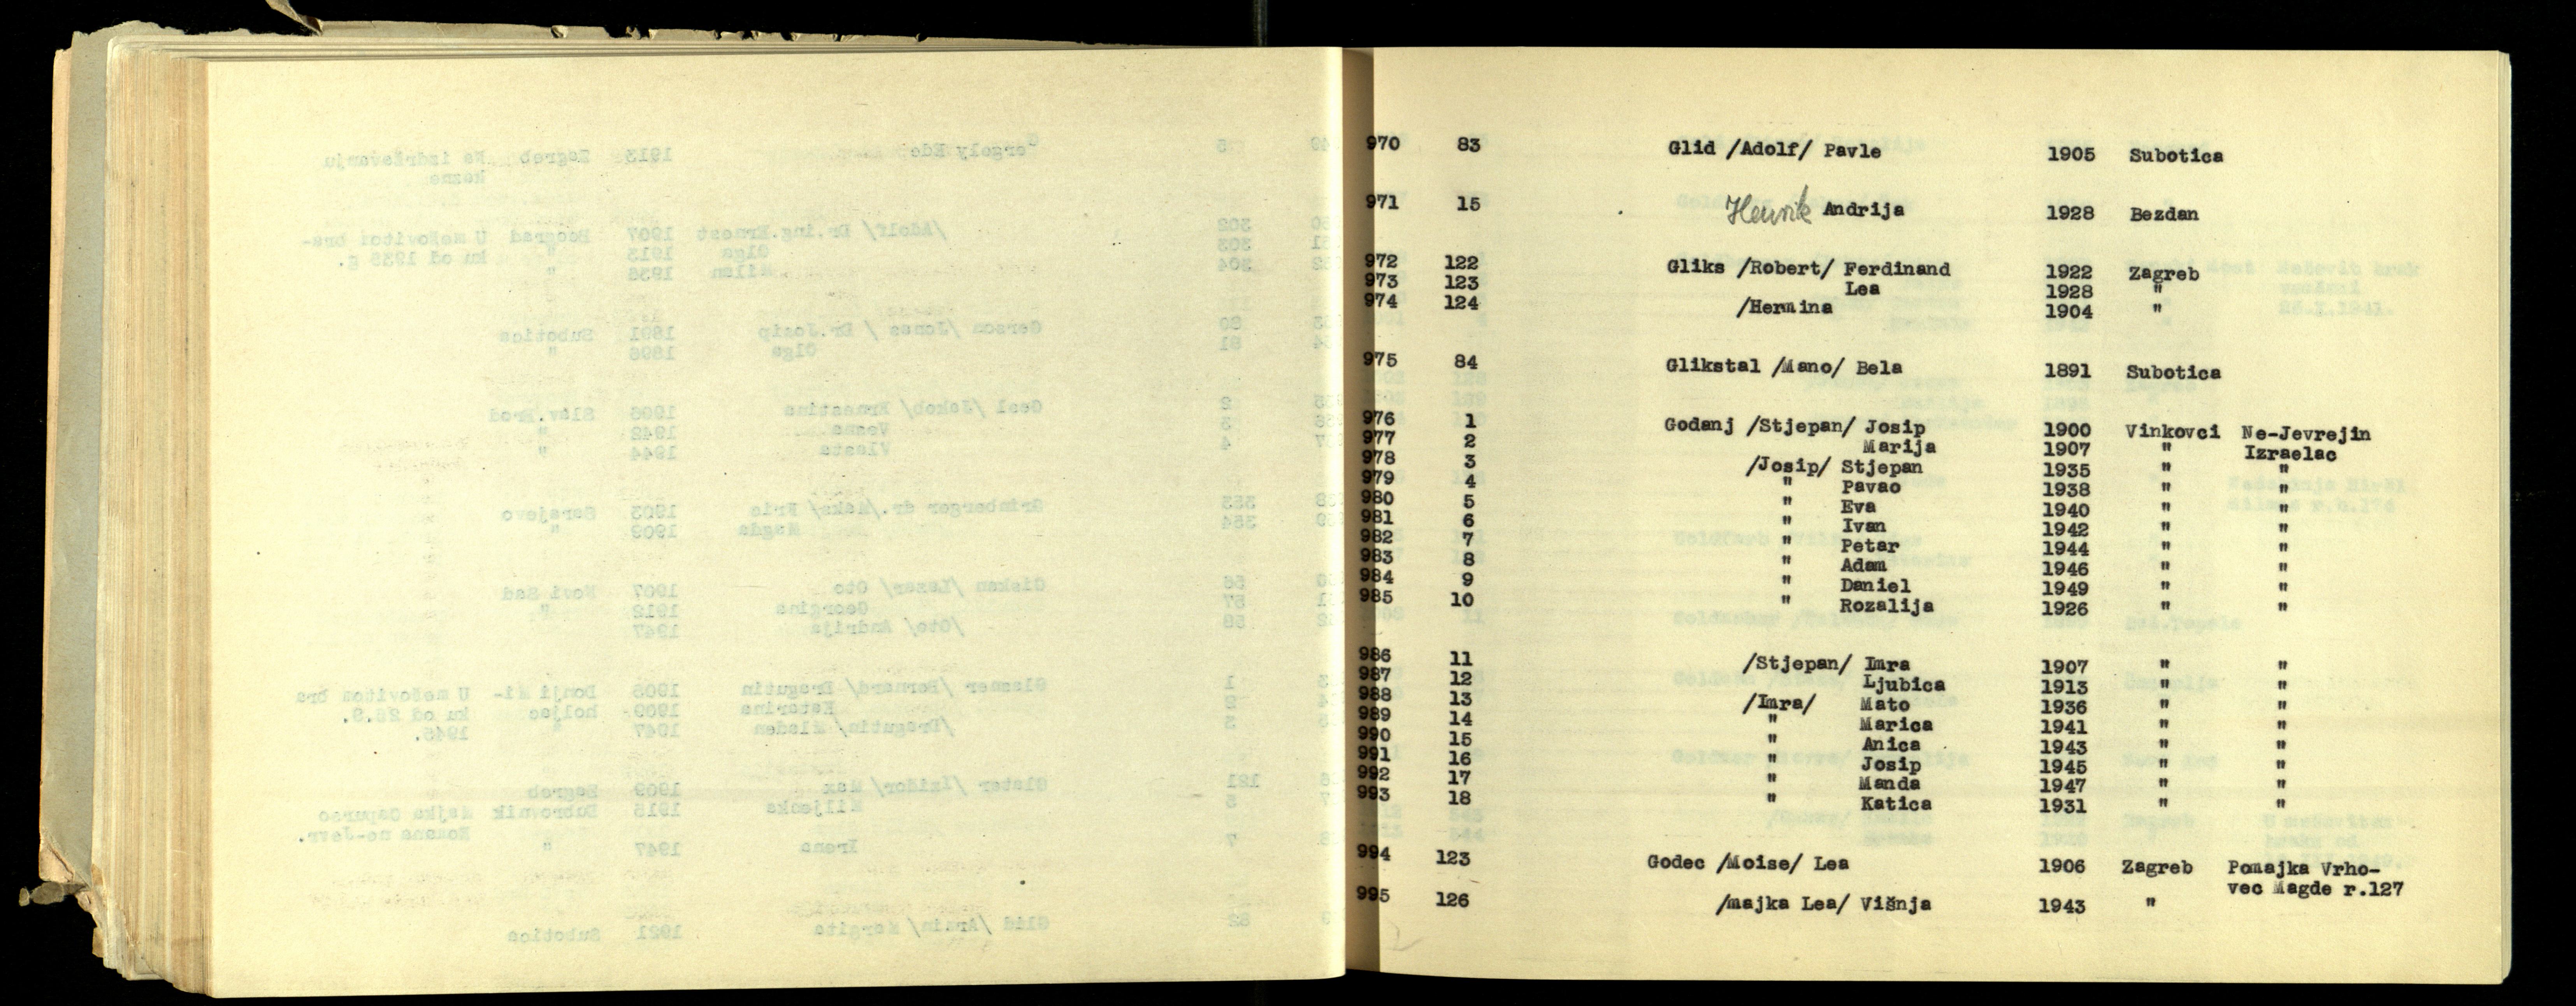 970 83 Glid /Adolf/ Pavle 1905 Subotica
971 15 Henrik Andrija 1928 Bezdan
972 122 Gliks /Robert/ Ferdinand 1922 Zagreb
973 123 Lea 1928 "
974 124 /Hermina 1904 "
975 84 Glikstal /Mano/ Bela 1891 Subotica
976 1 Godanj /Stjepan/ Josip 1900 Vinkovci Ne-Jevrejin
977 2 Marija 1907 " Izraelac
978 3 /Josip/ Stjepan 1935 " "
979 4 " Pavao 1938 " "
980 5 " Eva 1940 " "
981 6 " Ivan 1942 " "
982 7 " Petar 1944 " "
983 8 " Adam 1946 " "
984 9 " Daniel 1949 " "
985 10 " Rozalija 1926 " "
986 11 /Stjepan/ Imra 1907 " "
987 12 Ljubica 1913 " "
988 13 /Imra/ Mato 1936 " "
989 14 " Marica 1941 " "
990 15 " Anica 1943 " "
991 16 " Josip 1945 " "
992 17 " Manda 1947 " "
993 18 " Katica 1931 " "
994 123 Godec /Moise/ Lea 1906 Zagreb Pomajka Vrho-
vec Magde r.127
995 126 /majka Lea/ Višnja 1943 "